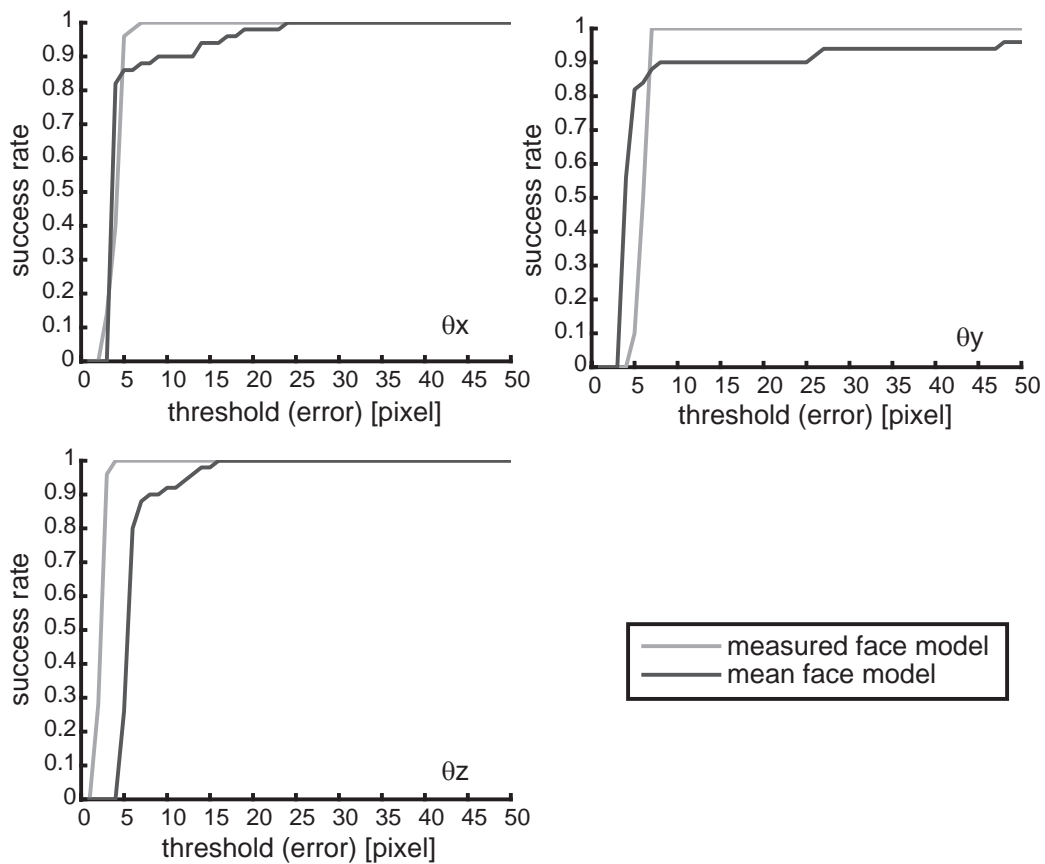 1
0.9
0.8
0.7
0.6
0.5
0.4
0.3
0.2
0.1
0
success rate
θx
0 5 10 15 20 25 30 35 40 45 50
threshold (error) [pixel]
1
0.9
0.8
0.7
0.6
0.5
0.4
0.3
0.2
0.1
0
success rate
θy
0 5 10 15 20 25 30 35 40 45 50
threshold (error) [pixel]
1
0.9
0.8
0.7
0.6
0.5
0.4
0.3
0.2
0.1
0
success rate
θz
0 5 10 15 20 25 30 35 40 45 50
threshold (error) [pixel]
measured face model
mean face model